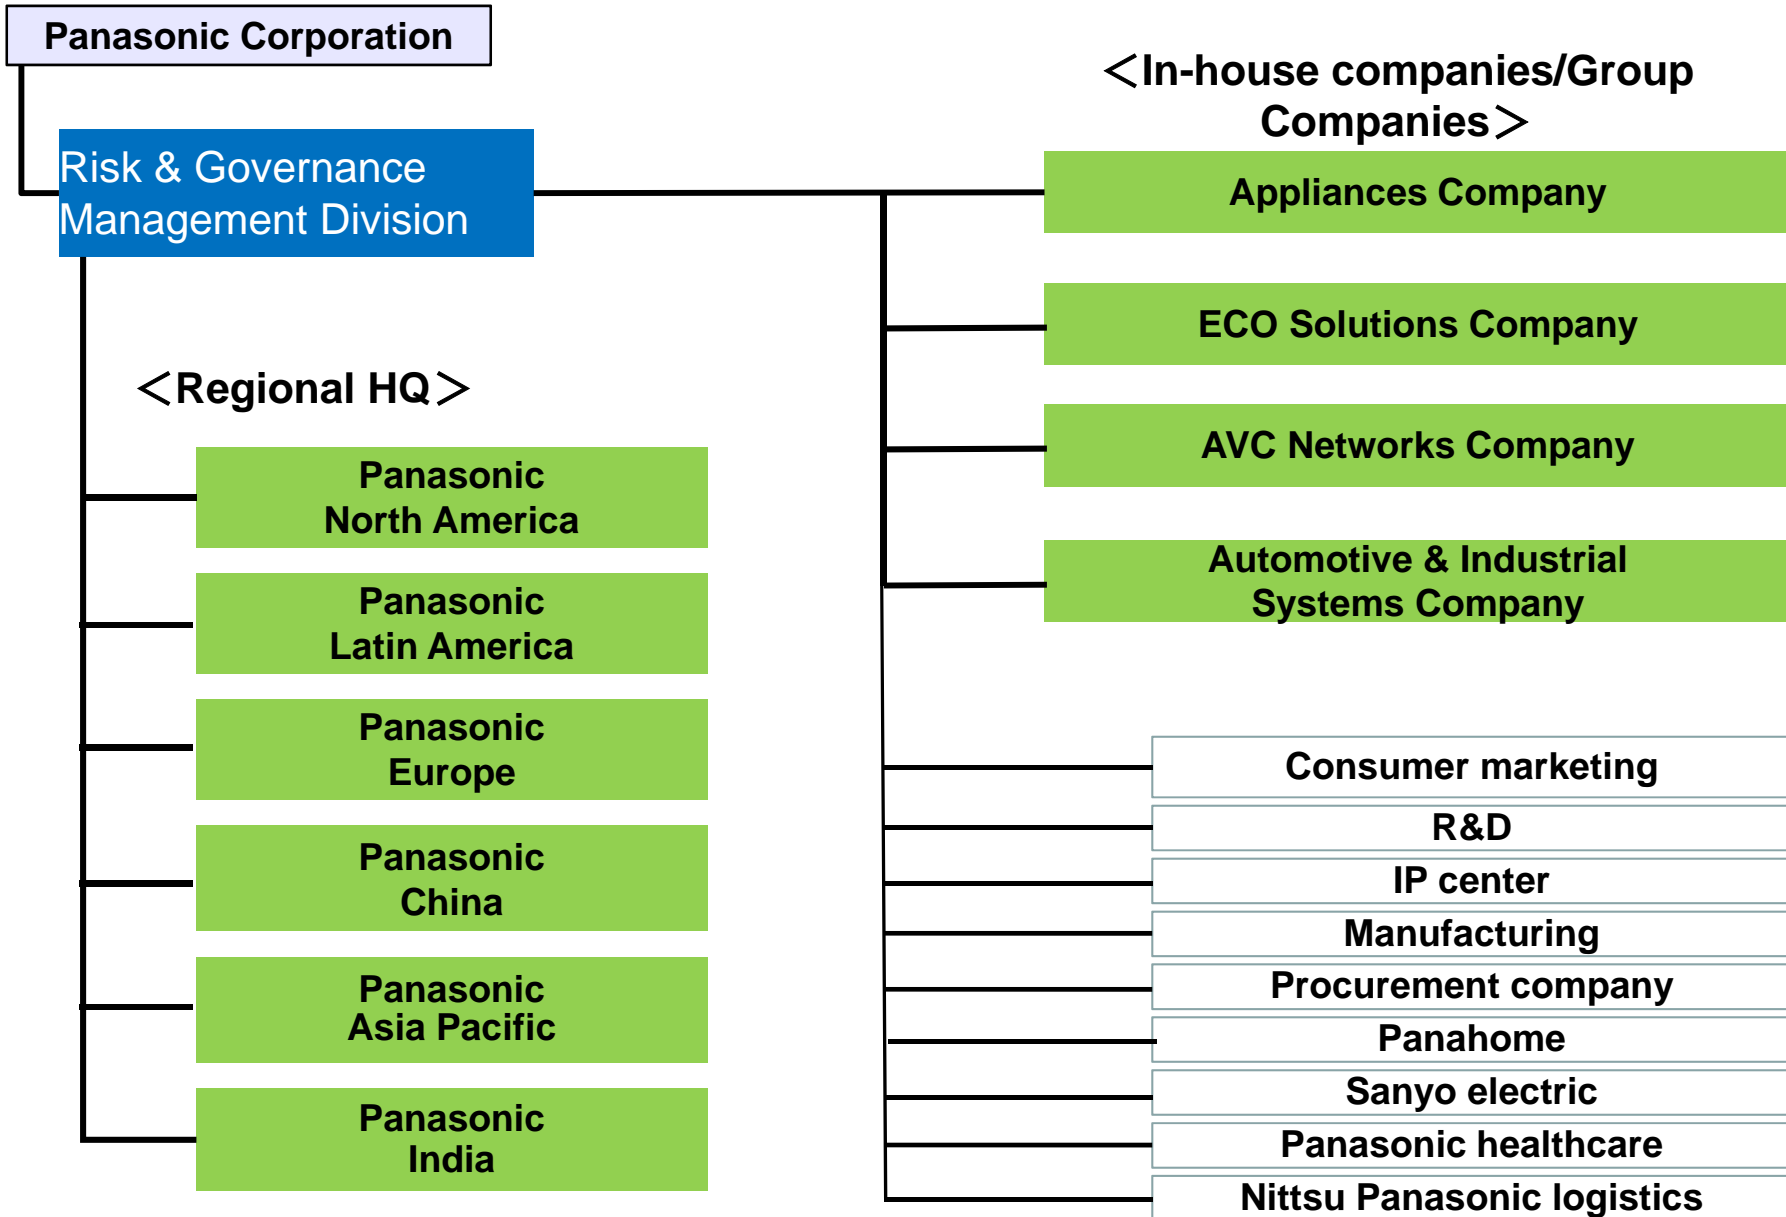 Panasonic Corporation
Risk & Governance
Management Division
＜Regional HQ＞
Panasonic
North America
Panasonic
Latin America
Panasonic
Europe
Panasonic
China
Panasonic
Asia Pacific
Panasonic
India
＜In-house companies/Group
Companies＞
Appliances Company
ECO Solutions Company
AVC Networks Company
Automotive & Industrial
Systems Company
Consumer marketing
R&D
IP center
Manufacturing
Procurement company
Panahome
Sanyo electric
Panasonic healthcare
Nittsu Panasonic logistics